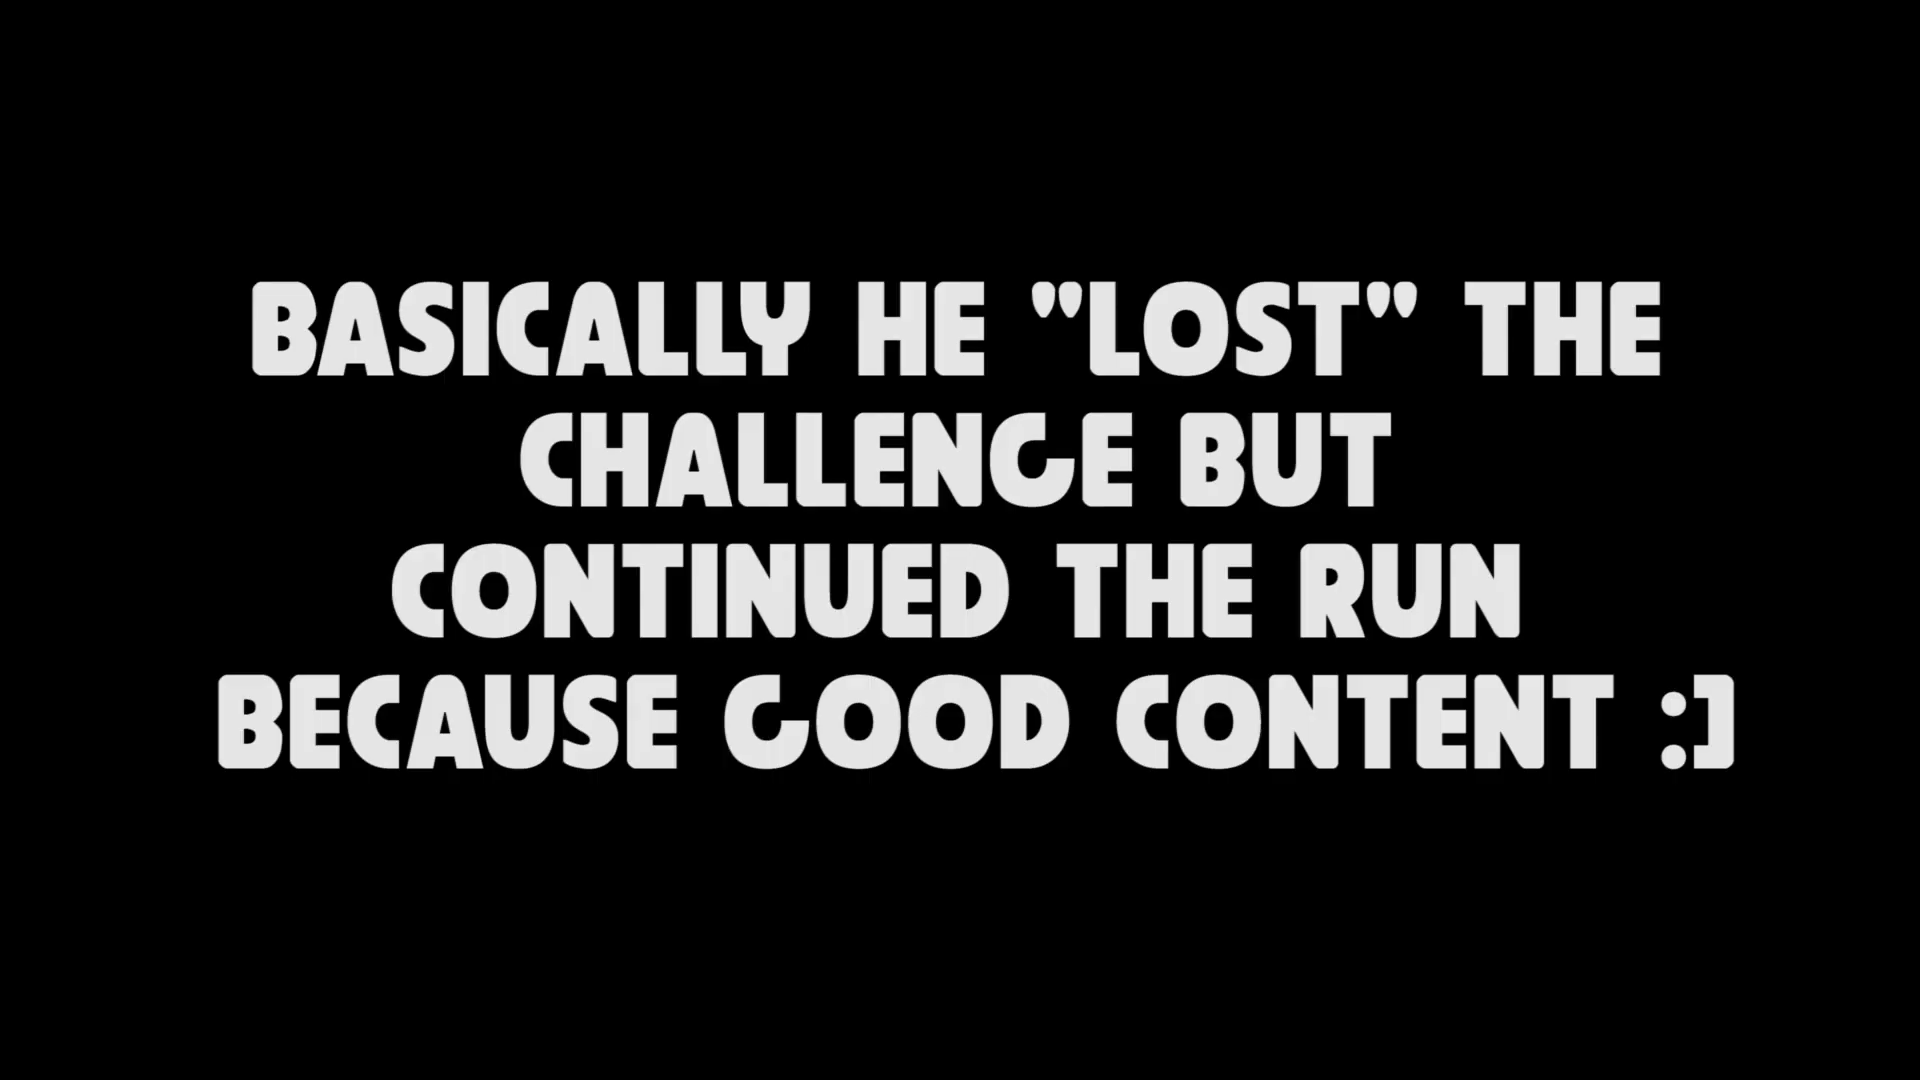 BASICALLY HE "LOST" THE
CHALLENGE BUT
CONTINUED THE RUN
BECAUSE GOOD CONTENT :]